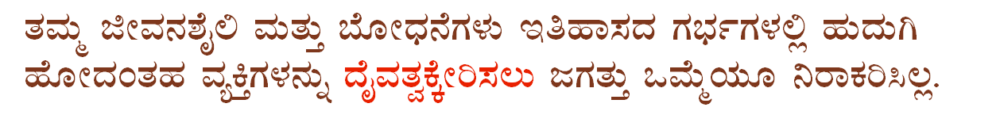 ತಮ್ಮ ಜೀವನಶೈಲಿ ಮತ್ತು ಬೋಧನೆಗಳು ಇತಿಹಾಸದ ಗರ್ಭಗಳಲ್ಲಿ ಹುದುಗಿ
ಹೋದಂತಹ ವ್ಯಕ್ತಿಗಳನ್ನು ದೈವತ್ವಕ್ಕೇರಿಸಲು ಜಗತ್ತು ಒಮ್ಮೆಯೂ ನಿರಾಕರಿಸಿಲ್ಲ.